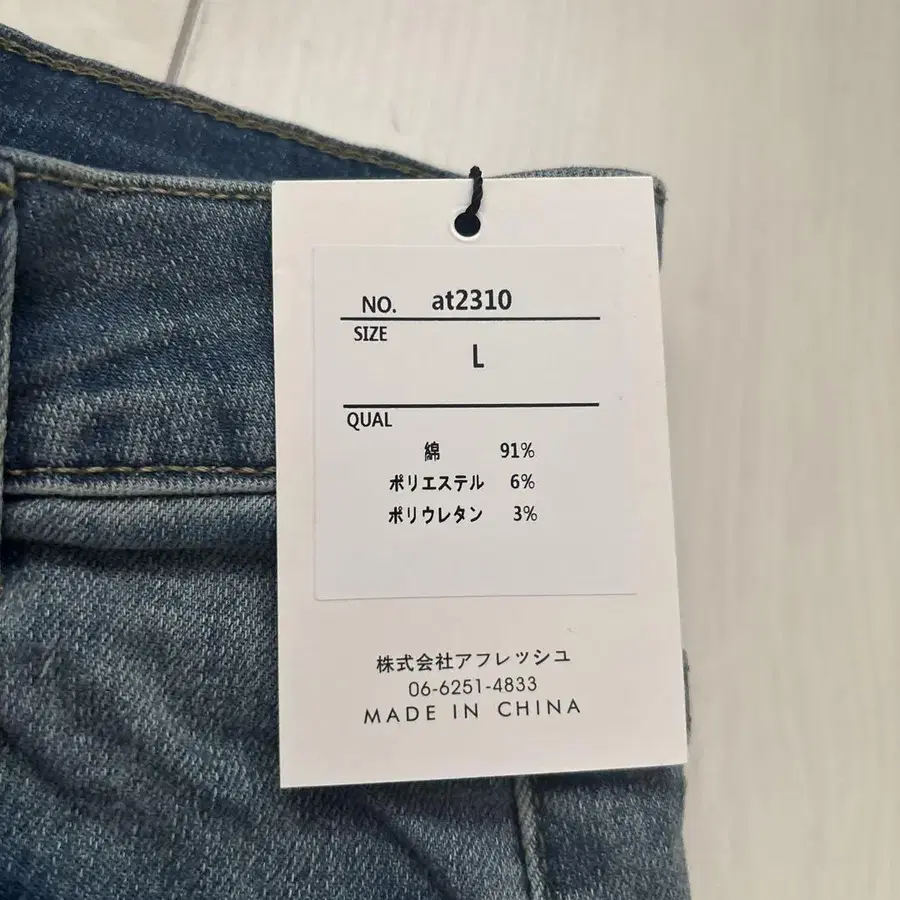 NO. at2310
SIZE
L
QUAL
綿 91%
ポリエステル 6%
ポリウレタン 3%
株式会社アフレッシュ
06-6251-4833
MADE IN CHINA